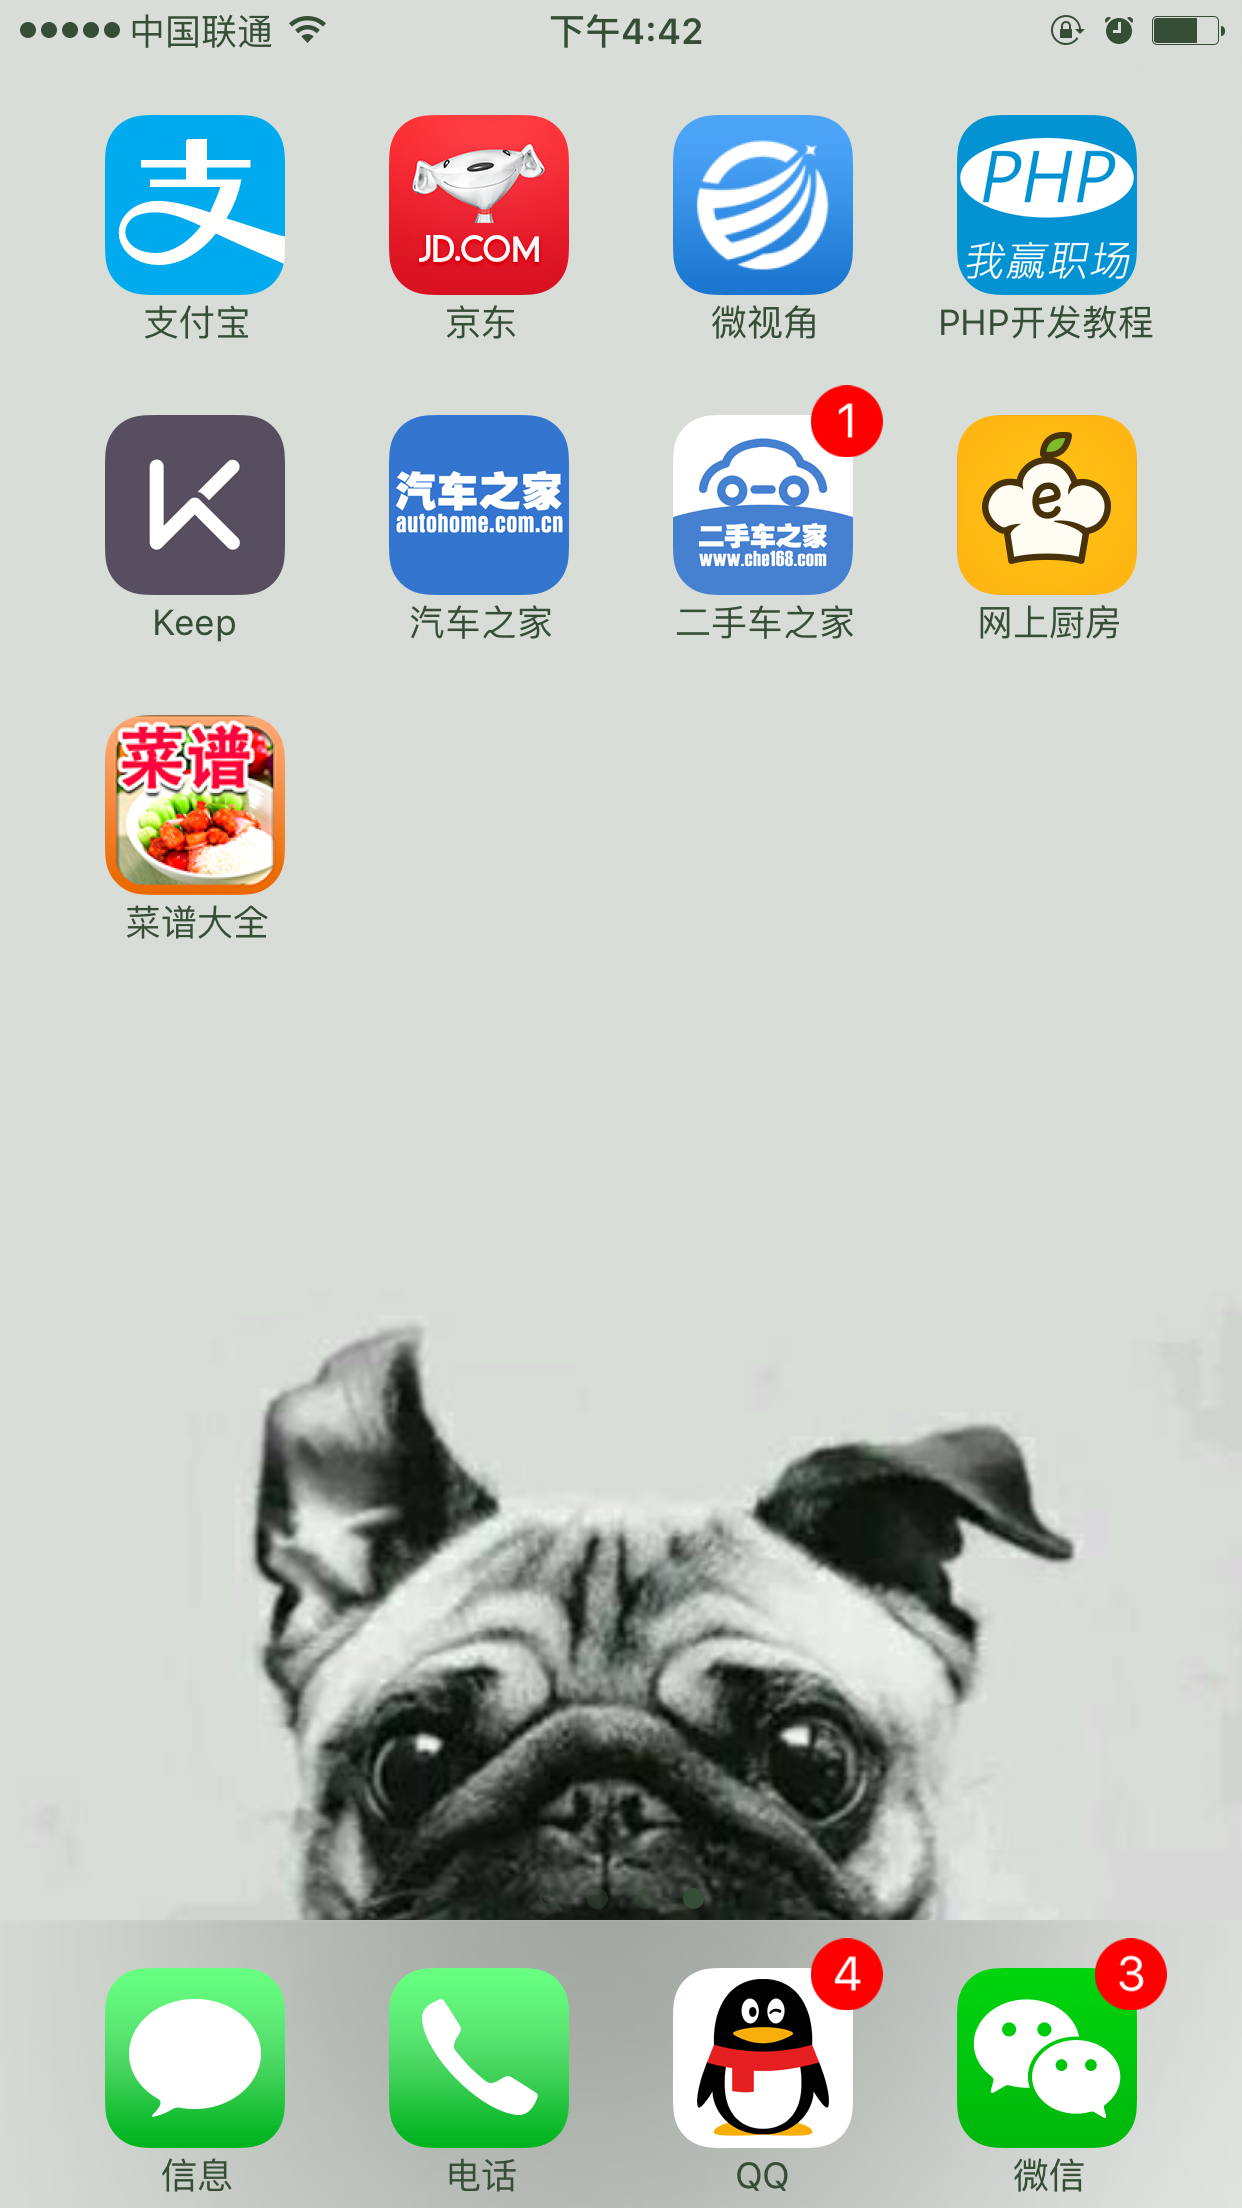 中国联通
下午4:42
支
JD.COM
PHP
我赢职场
支付宝
京东
微视角
PHP开发教程
汽车之家
autohome.com.cn
1
二手车之家
www.che168.com
e
Keep
汽车之家
二手车之家
网上厨房
菜谱
菜谱大全
4
3
信息
电话
QQ
微信